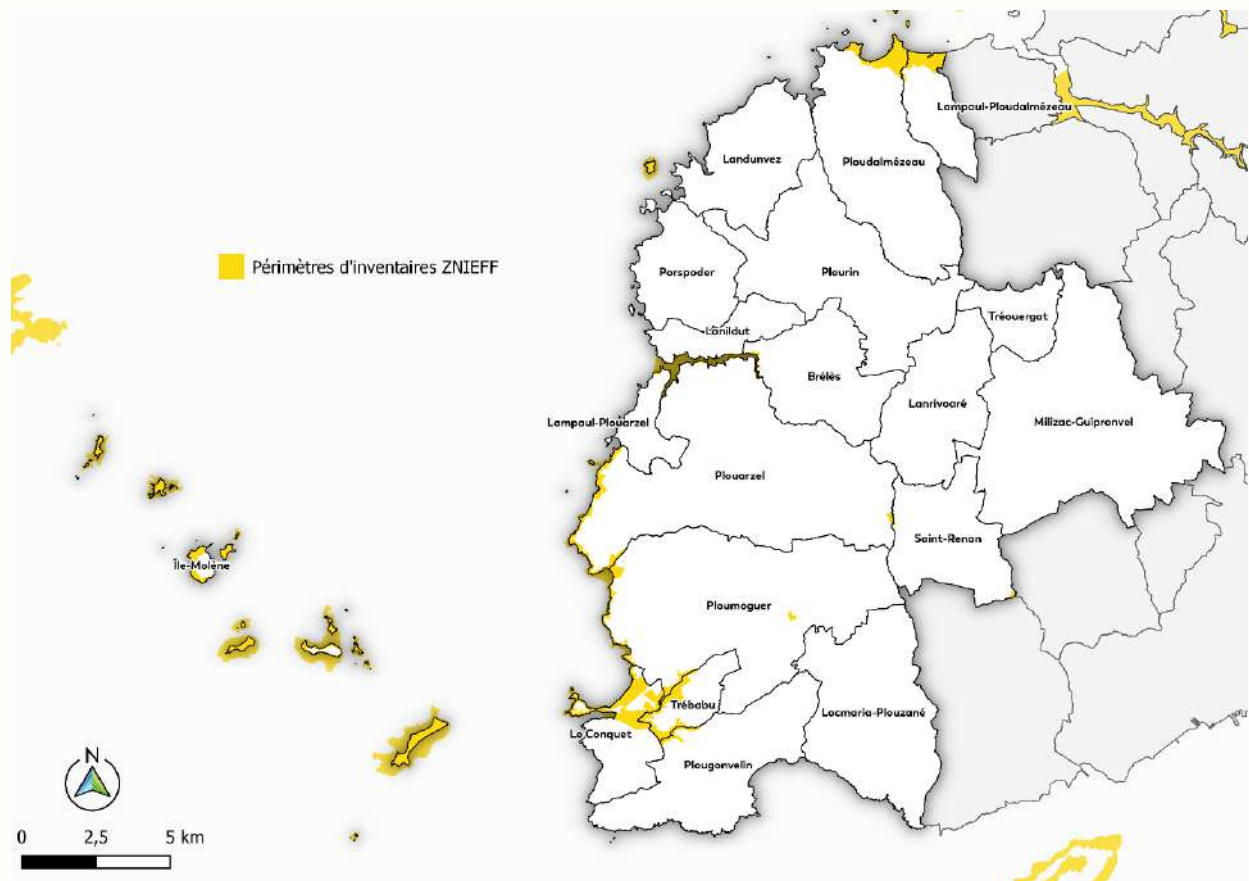 Lampaul-Ploudalmézeau
Landunvez
Ploudalmézeau
Périmètres d'inventaires ZNIEFF
Porspoder
Plourin
Lanildut
Tréouergat
Brélès
Lanrivoaré
Lampaul-Plouarzel
Milizac-Guipronvel
Plouarzel
Saint-Renan
Île-Molène
Ploumoguer
Trébabu
Locmaria-Plouzané
Le Conquet
Plougonvelin
N
0 2,5 5 km